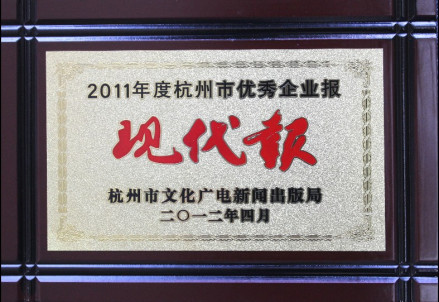 2011年度杭州市优秀企业报
现代报
杭州市文化广电新闻出版局
二〇一二年四月